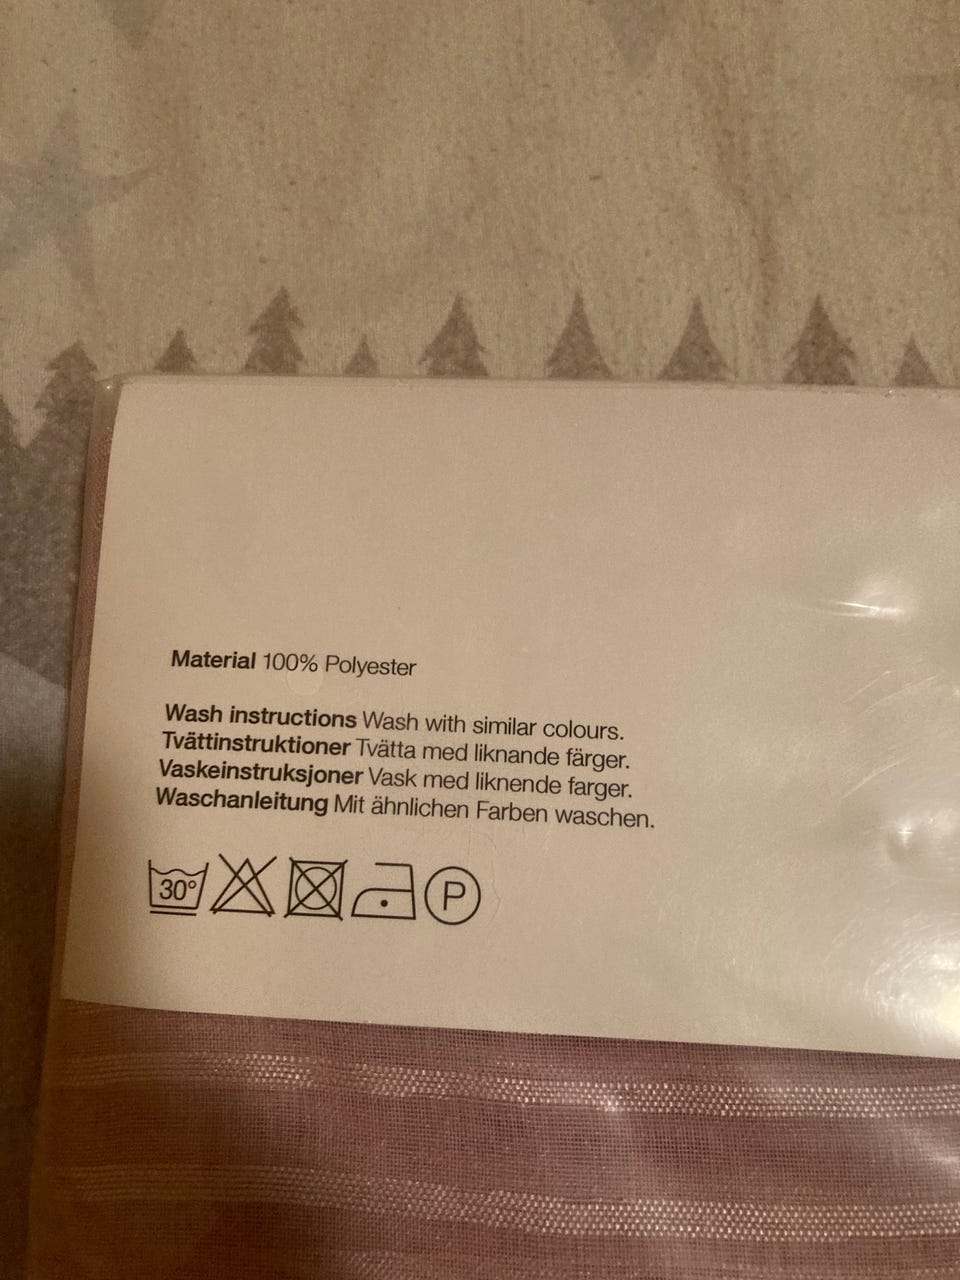 Material 100% Polyester
Wash instructions Wash with similar colours.
Tvättinstruktioner Tvätta med liknande färger.
Vaskeinstruksjoner Vask med liknende farger.
Waschanleitung Mit ähnlichen Farben waschen.
30° P